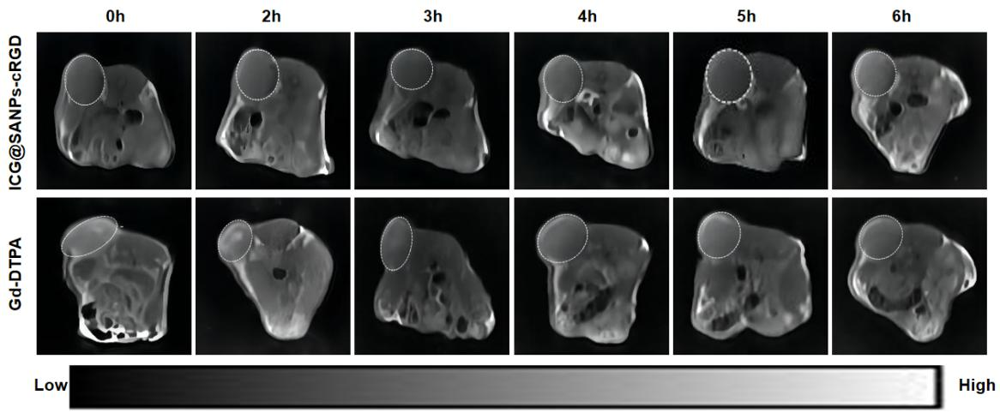 0h 2h 3h 4h 5h 6h
ICG@SANPs-cRGD
Gd-DTPA
Low High